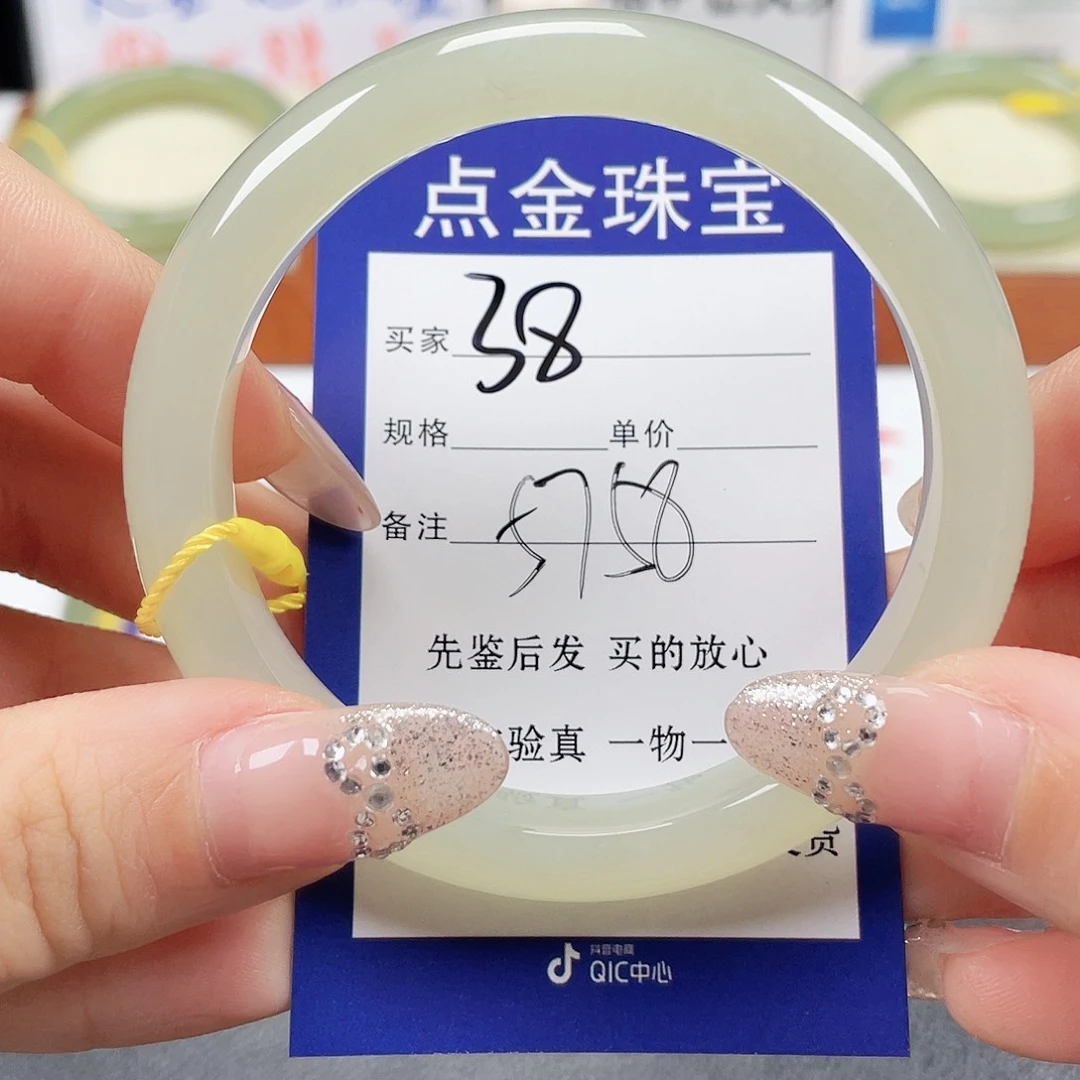 点金珠宝
买家 38
规格 单价
备注 5758
先鉴后发 买的放心
验真 一物一
抖音电商
QIC中心